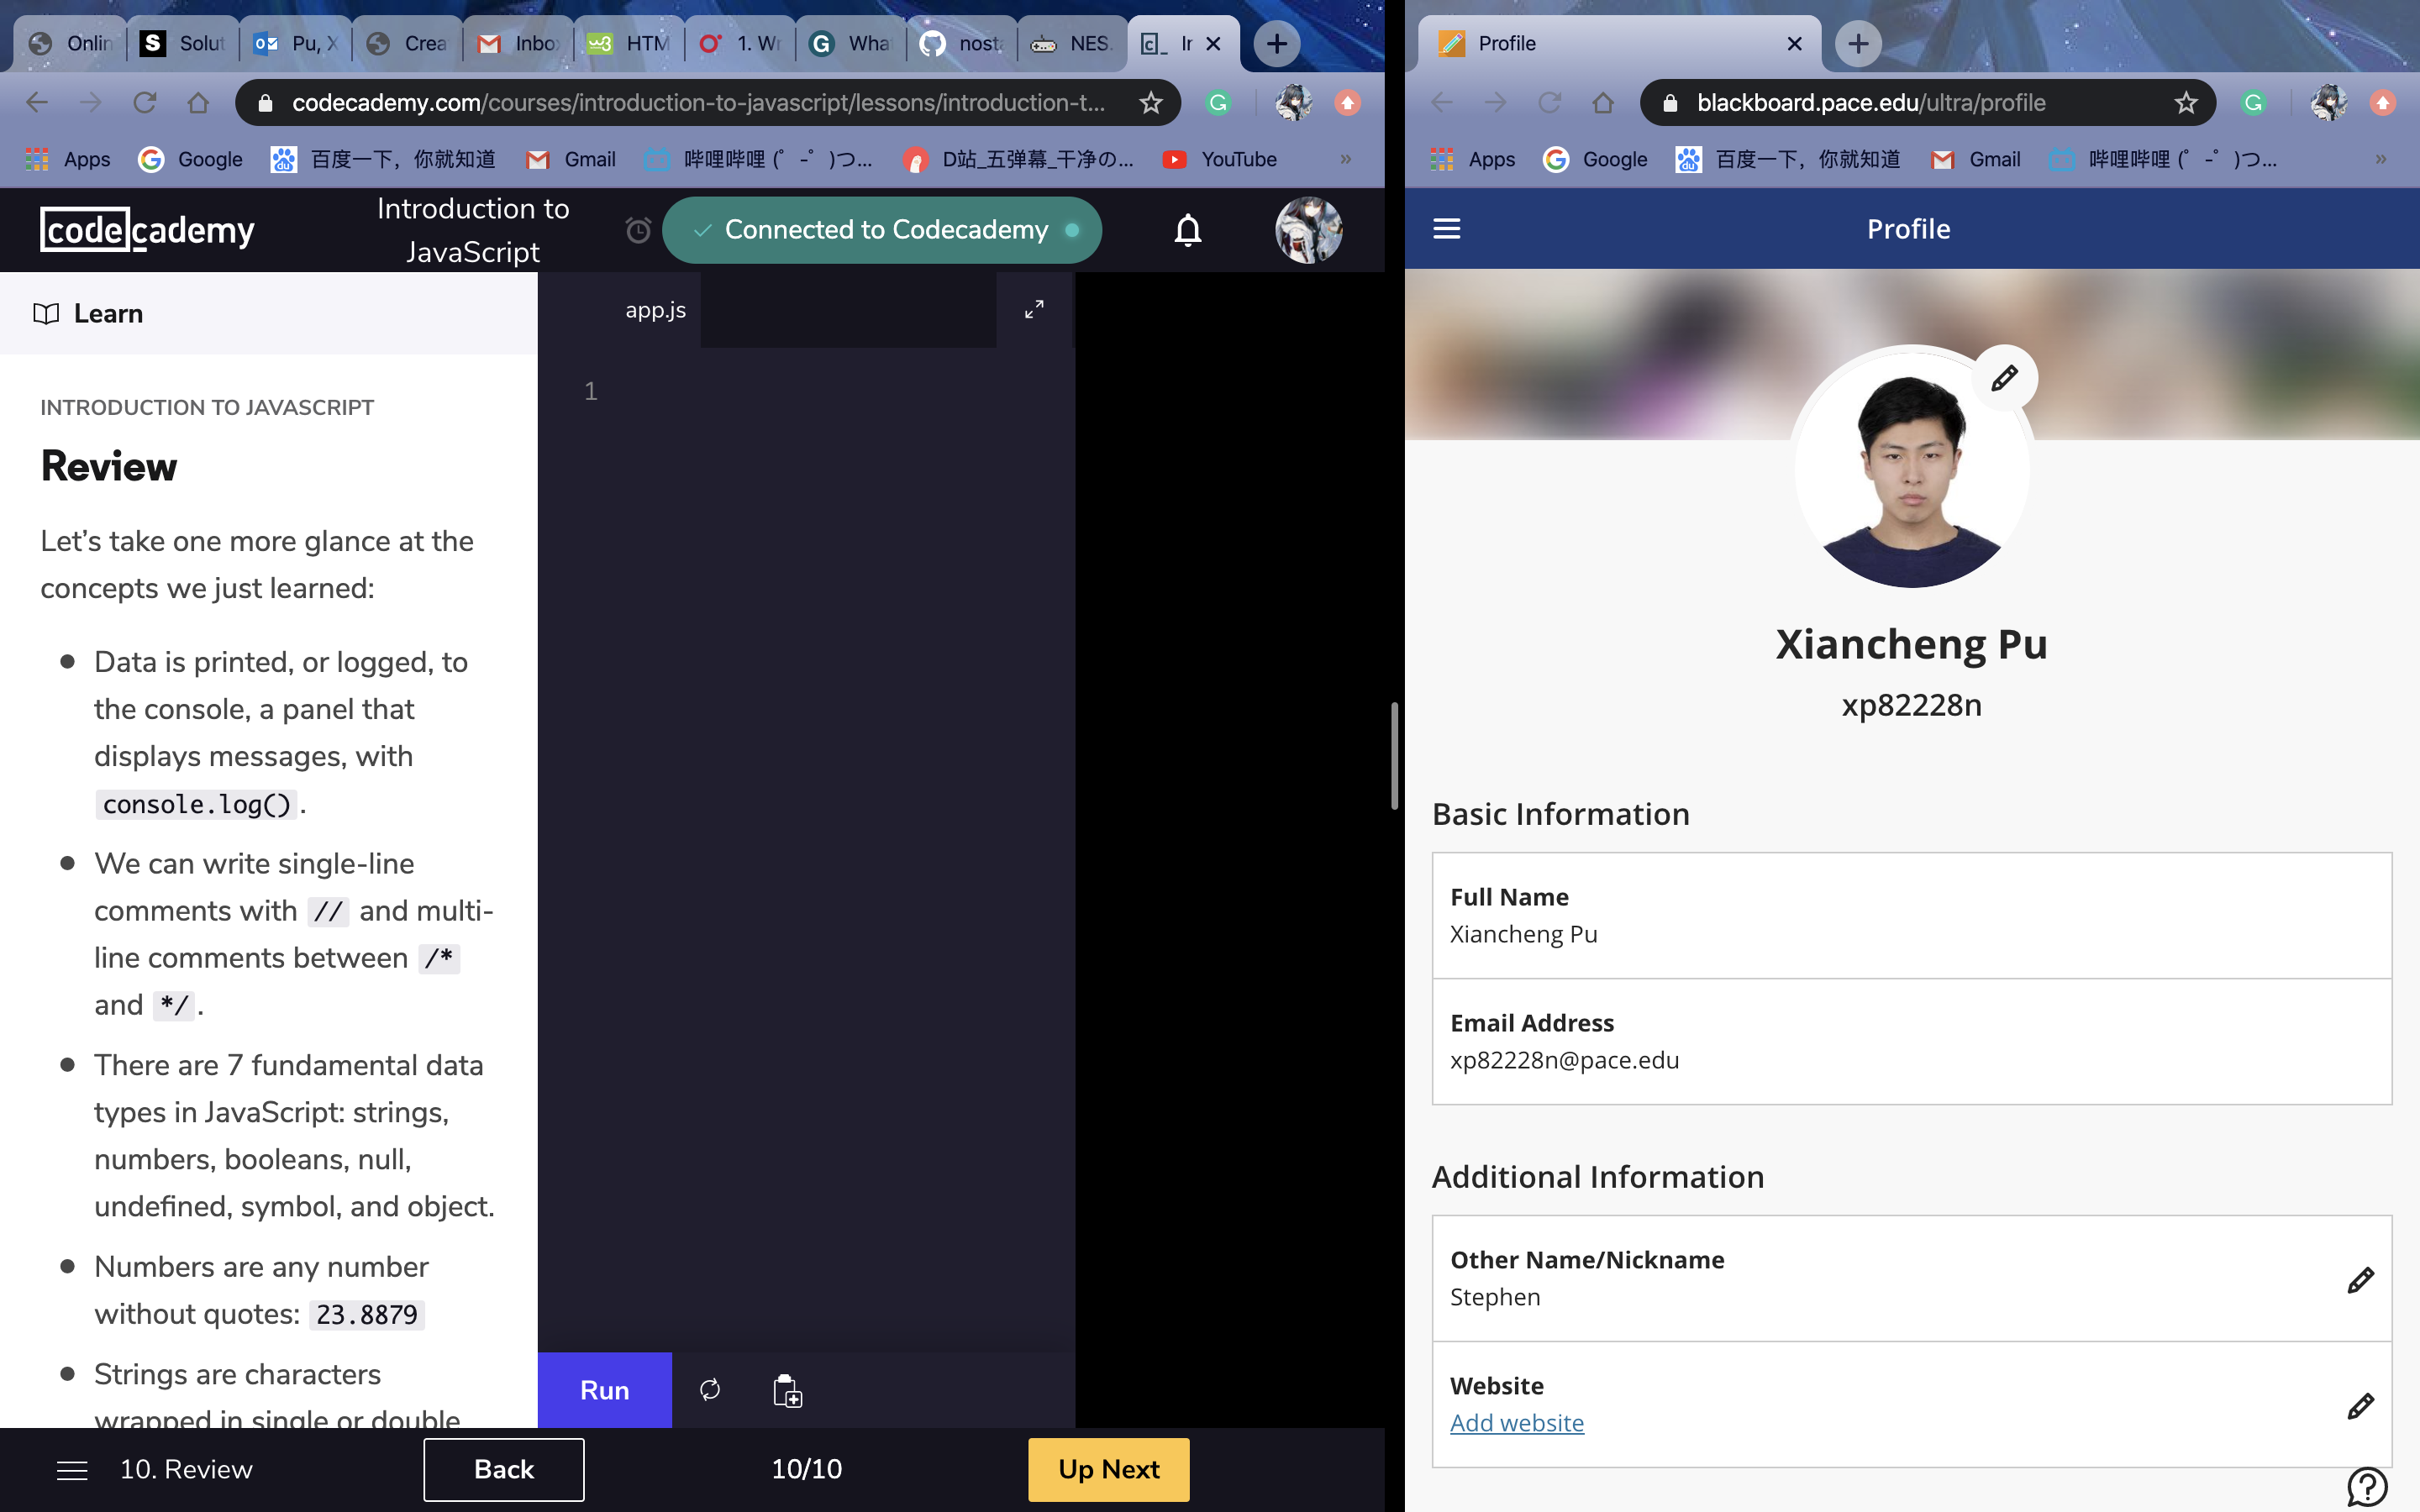 Onlin
Solut
Pu, X
Crea
Inbo
HTM
1. Wr
Wha
nosta
NES.
Ir
codecademy.com/courses/introduction-to-javascript/lessons/introduction-t...
Apps
Google
百度一下，你就知道
Gmail
哔哩哔哩 (゜-゜)つ...
D站_五弹幕_干净の...
YouTube
»
codecademy
Introduction to
JavaScript
Connected to Codecademy
Learn
app.js
1
INTRODUCTION TO JAVASCRIPT
Review
Let's take one more glance at the
concepts we just learned:
Data is printed, or logged, to
the console, a panel that
displays messages, with
console.log().
We can write single-line
comments with // and multi-
line comments between /*
and */.
There are 7 fundamental data
types in JavaScript: strings,
numbers, booleans, null,
undefined, symbol, and object.
Numbers are any number
without quotes: 23.8879
Strings are characters
wrapped in single or double
Run
10. Review
Back
10/10
Up Next
Profile
blackboard.pace.edu/ultra/profile
Apps
Google
百度一下，你就知道
Gmail
哔哩哔哩 (゜-゜)つ...
»
Profile
Xiancheng Pu
xp82228n
Basic Information
Full Name
Xiancheng Pu
Email Address
xp82228n@pace.edu
Additional Information
Other Name/Nickname
Stephen
Website
Add website